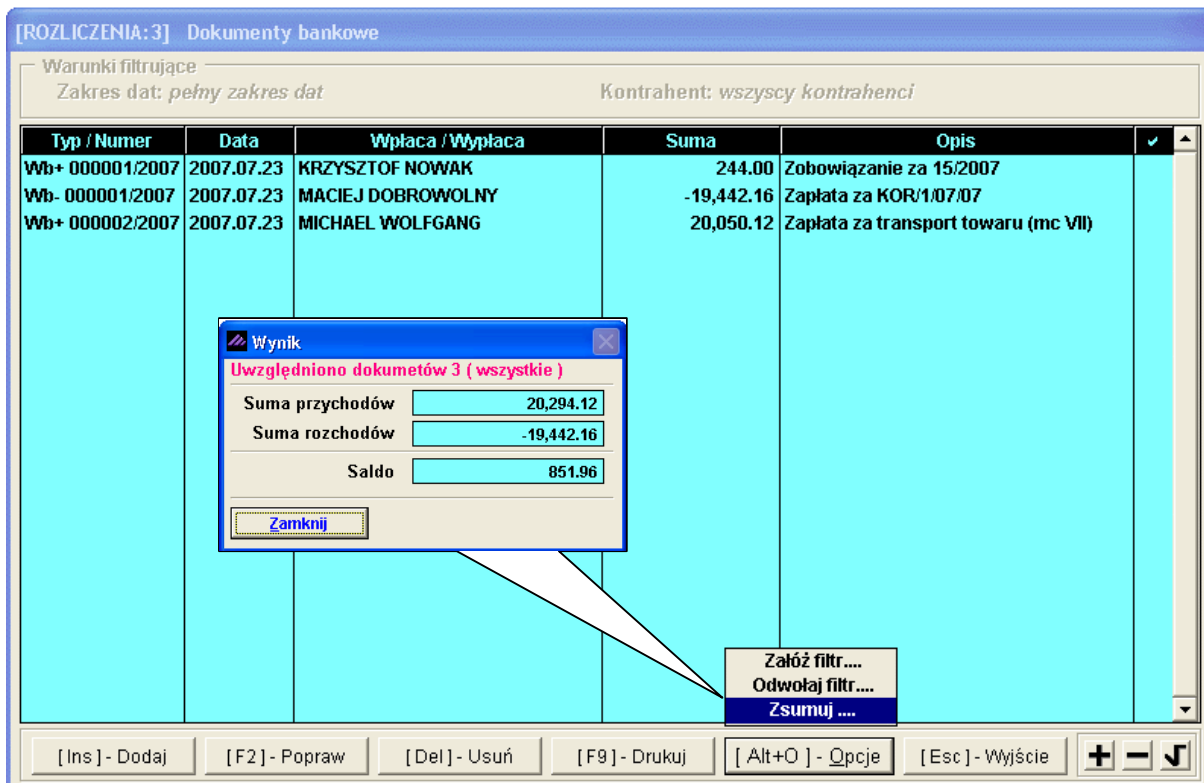 [ROZLICZENIA:3] Dokumenty bankowe
Warunki filtrujące
Zakres dat: pełny zakres dat Kontrahent: wszyscy kontrahenci
Typ / Numer Data Wpłaca / Wypłaca Suma Opis
Wb+ 000001/2007 2007.07.23 KRZYSZTOF NOWAK 244.00 Zobowiązanie za 15/2007
Wb- 000001/2007 2007.07.23 MACIEJ DOBROWOLNY -19,442.16 Zapłata za KOR/1/07/07
Wb+ 000002/2007 2007.07.23 MICHAEL WOLFGANG 20,050.12 Zapłata za transport towaru (mc VII)
Wynik
Uwzględniono dokumetów 3 ( wszystkie )
Suma przychodów 20,294.12
Suma rozchodów -19,442.16
Saldo 851.96
Zamknij
Załóż filtr....
Odwołaj filtr....
Zsumuj ....
[ Ins ] - Dodaj [ F2 ] - Popraw [ Del ] - Usuń [ F9 ] - Drukuj [ Alt+O ] - Opcje [ Esc ] - Wyjście + − √